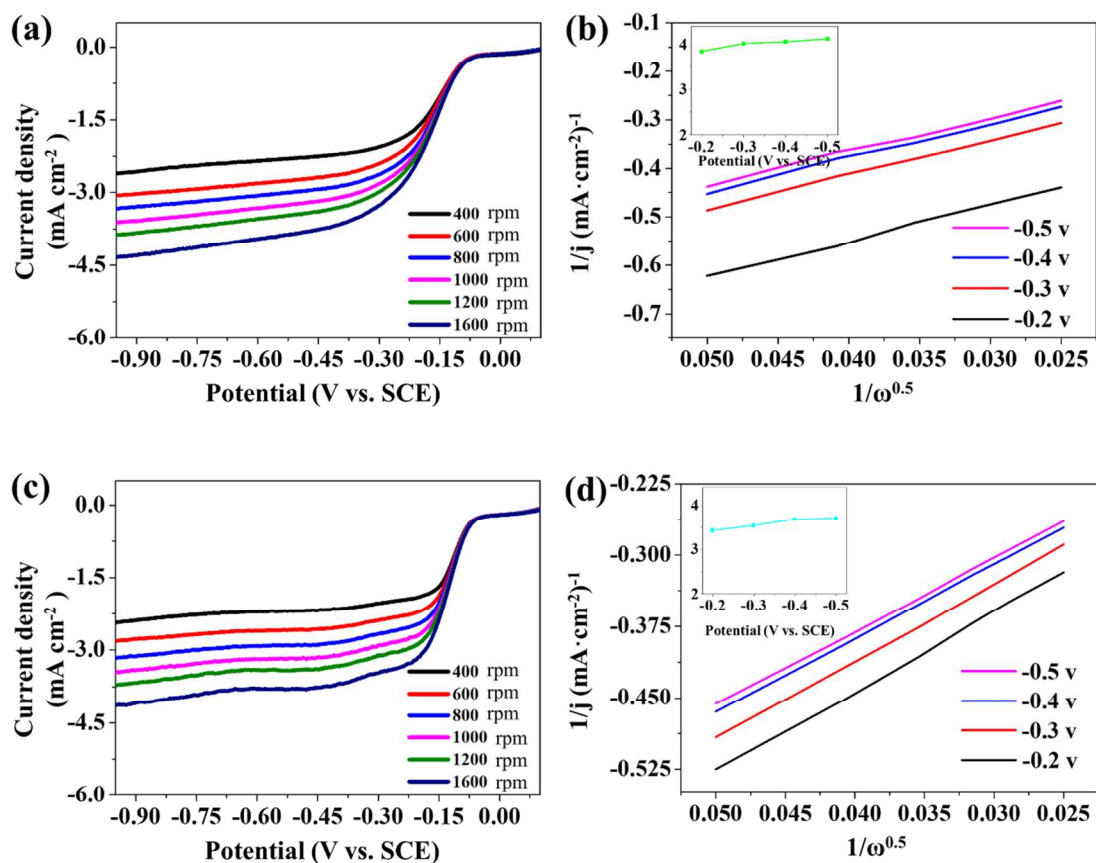 (a)
0.0
-1.5
-3.0
-4.5
-6.0
Current density
(mA cm⁻²)
400 rpm
600 rpm
800 rpm
1000 rpm
1200 rpm
1600 rpm
-0.90 -0.75 -0.60 -0.45 -0.30 -0.15 0.00
Potential (V vs. SCE)
(b)
-0.1
-0.2
-0.3
-0.4
-0.5
-0.6
-0.7
1/j (mA·cm⁻²)⁻¹
4
3
2
-0.2 -0.3 -0.4 -0.5
Potential (V vs. SCE)
-0.5 v
-0.4 v
-0.3 v
-0.2 v
0.050 0.045 0.040 0.035 0.030 0.025
1/ω⁰·⁵
(c)
0.0
-1.5
-3.0
-4.5
-6.0
Current density
(mA cm⁻²)
400 rpm
600 rpm
800 rpm
1000 rpm
1200 rpm
1600 rpm
-0.90 -0.75 -0.60 -0.45 -0.30 -0.15 0.00
Potential (V vs. SCE)
(d)
-0.225
-0.300
-0.375
-0.450
-0.525
1/j (mA·cm⁻²)⁻¹
4
3
2
-0.2 -0.3 -0.4 -0.5
Potential (V vs. SCE)
-0.5 v
-0.4 v
-0.3 v
-0.2 v
0.050 0.045 0.040 0.035 0.030 0.025
1/ω⁰·⁵